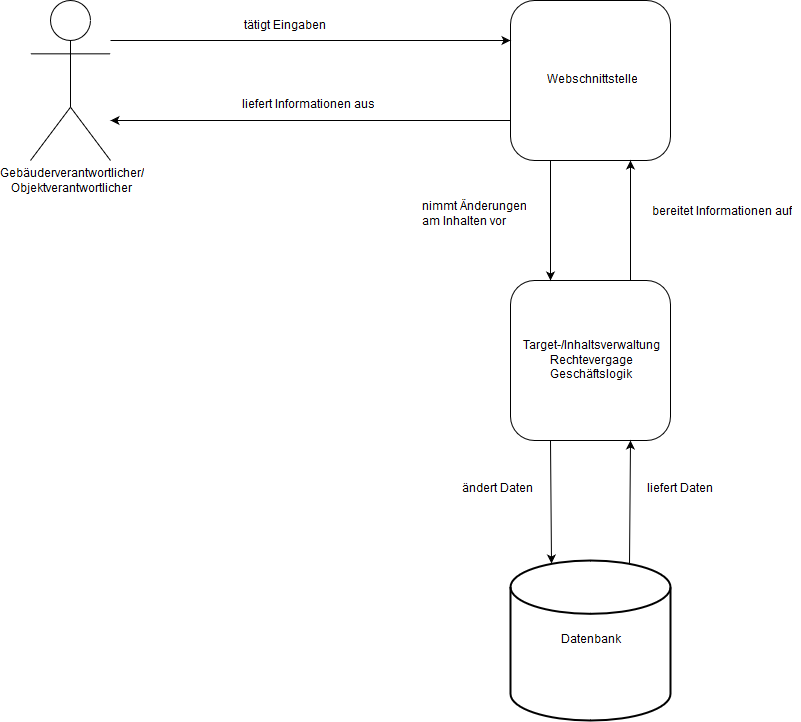 tätigt Eingaben
Webschnittstelle
liefert Informationen aus
Gebäuderverantwortlicher/
Objektverantwortlicher
nimmt Änderungen
am Inhalten vor
bereitet Informationen auf
Target-/Inhaltsverwaltung
Rechtevergage
Geschäftslogik
ändert Daten
liefert Daten
Datenbank